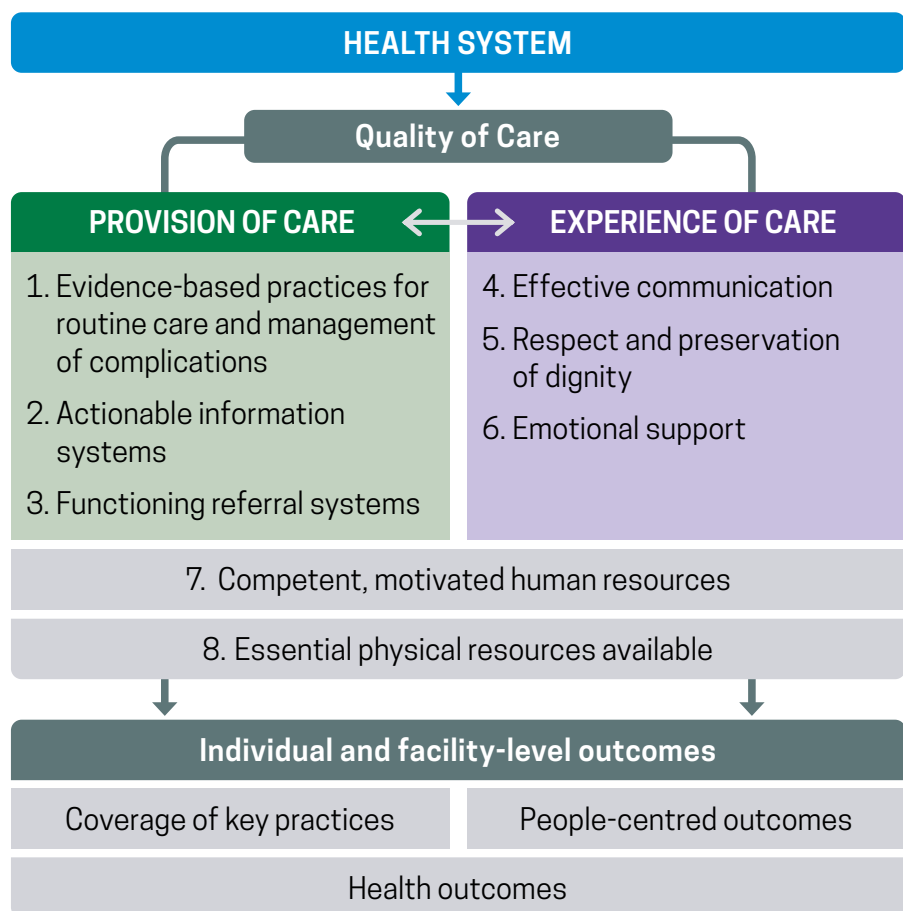 HEALTH SYSTEM
Quality of Care
PROVISION OF CARE
1. Evidence-based practices for
routine care and management
of complications
2. Actionable information
systems
3. Functioning referral systems
EXPERIENCE OF CARE
4. Effective communication
5. Respect and preservation
of dignity
6. Emotional support
7. Competent, motivated human resources
8. Essential physical resources available
Individual and facility-level outcomes
Coverage of key practices
People-centred outcomes
Health outcomes